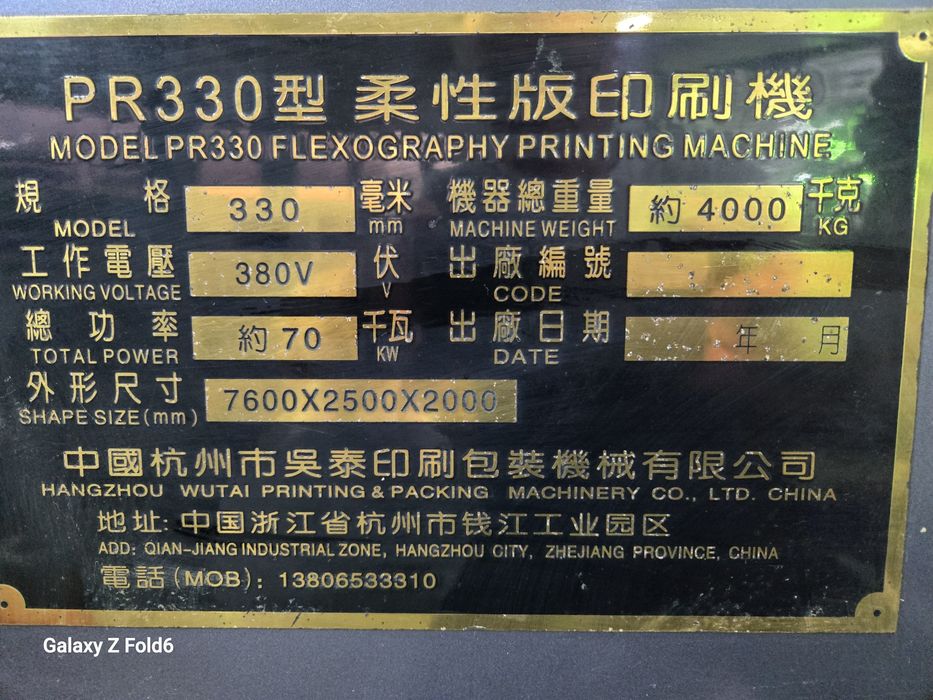 PR330型 柔性版印刷機
MODEL PR330 FLEXOGRAPHY PRINTING MACHINE
規格 330 毫米 機器總重量 約 4000 千克
MODEL mm MACHINE WEIGHT KG
工作電壓 380V 伏 出廠編號
WORKING VOLTAGE V CODE
總功率 約 70 千瓦 出廠日期 年 月
TOTAL POWER KW DATE
外形尺寸 7600X2500X2000
SHAPE SIZE(mm)
中國杭州市吳泰印刷包裝機械有限公司
HANGZHOU WUTAI PRINTING & PACKING MACHINERY CO., LTD. CHINA
地址: 中国浙江省杭州市钱江工业园区
ADD: QIAN-JIANG INDUSTRIAL ZONE, HANGZHOU CITY, ZHEJIANG PROVINCE, CHINA
電話(MOB): 13806533310
Galaxy Z Fold6